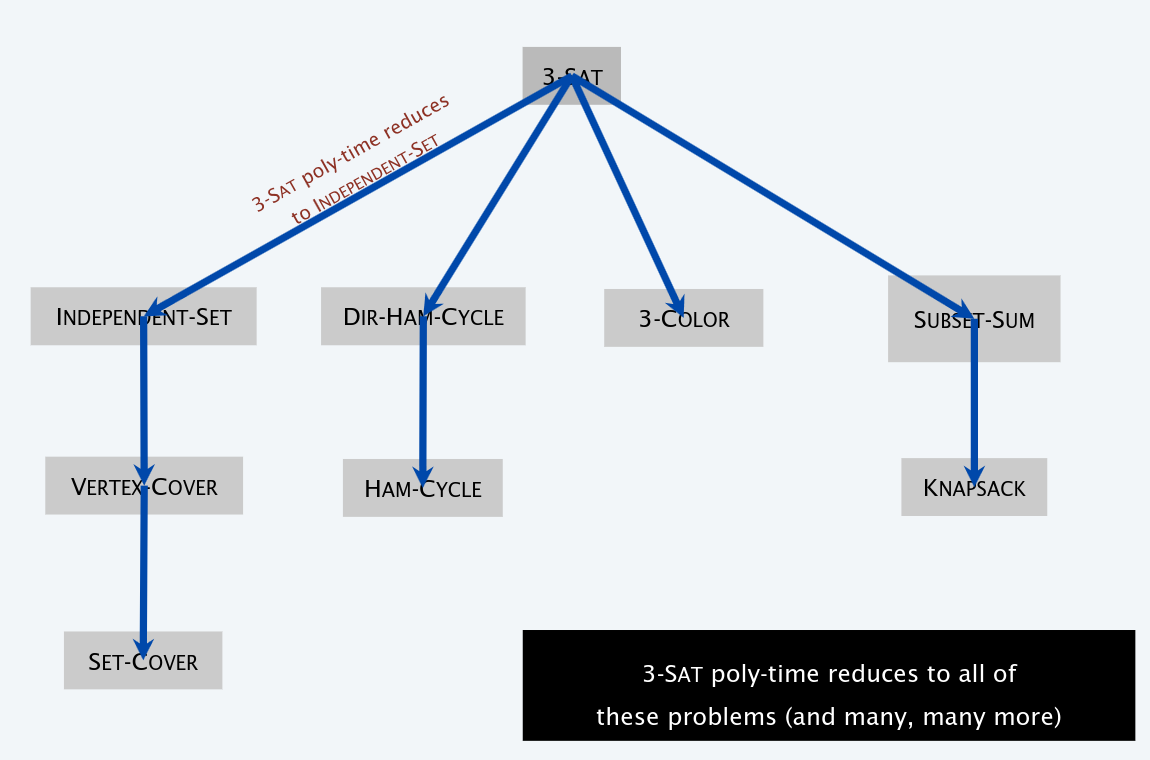 3-SAT
3-SAT poly-time reduces
to INDEPENDENT-SET
INDEPENDENT-SET
DIR-HAM-CYCLE
3-COLOR
SUBSET-SUM
VERTEX-COVER
HAM-CYCLE
KNAPSACK
SET-COVER
3-SAT poly-time reduces to all of
these problems (and many, many more)